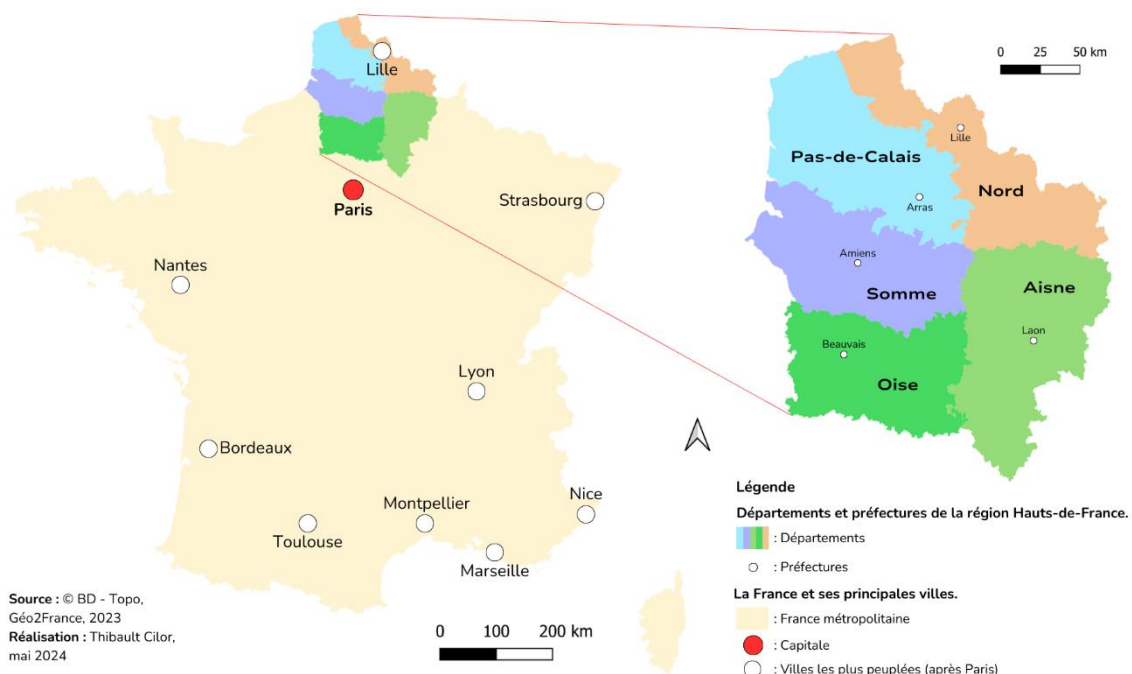 Lille
Paris
Strasbourg
Nantes
Lyon
Bordeaux
Montpellier
Nice
Toulouse
Marseille
0 100 200 km
Source : © BD - Topo,
Géo2France, 2023
Réalisation : Thibault Cilor,
mai 2024
0 25 50 km
Lille
Pas-de-Calais
Nord
Arras
Amiens
Somme
Aisne
Laon
Beauvais
Oise
Légende
Départements et préfectures de la région Hauts-de-France.
: Départements
: Préfectures
La France et ses principales villes.
: France métropolitaine
: Capitale
: Villes les plus peuplées (après Paris)